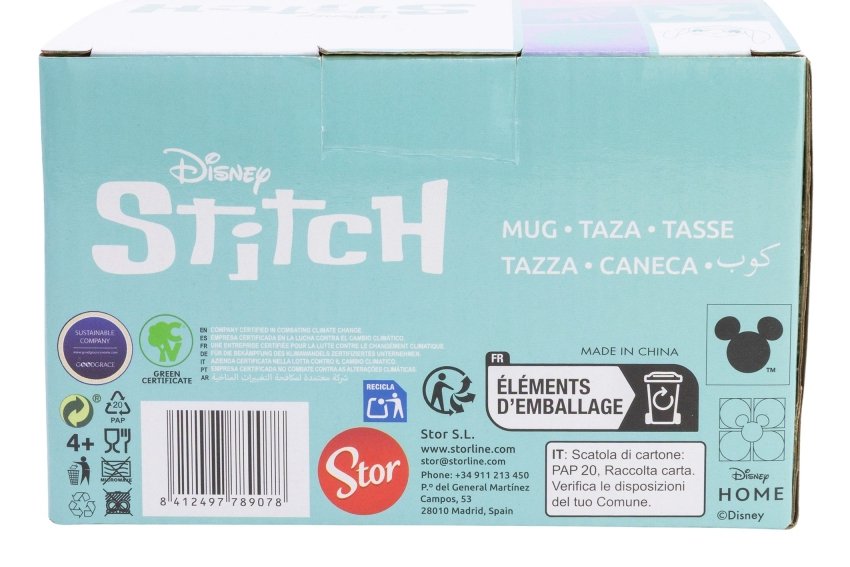 STITCH
Disney
STITCH
MUG • TAZA • TASSE
TAZZA • CANECA • كوب
SUSTAINABLE
COMPANY
GOODGRACE
GREEN
CERTIFICATE
EN COMPANY CERTIFIED IN COMBATING CLIMATE CHANGE.
ES EMPRESA CERTIFICADA EN LA LUCHA CONTRA EL CAMBIO CLIMÁTICO.
FR UNE ENTREPRISE CERTIFIÉE POUR LA LUTTE CONTRE LE CHANGEMENT CLIMATIQUE.
DE FÜR DIE BEKÄMPFUNG DES KLIMAWANDELS ZERTIFIZIERTES UNTERNEHMEN.
IT AZIENDA CERTIFICATA NELLA LOTTA CONTRO IL CAMBIO CLIMATICO.
PT EMPRESA CERTIFICADA NO COMBATE CONTRA AS ALTERAÇÕES CLIMÁTICAS.
AR شركة معتمدة لمكافحة التغيرات المناخية
MADE IN CHINA
TM
FR
ÉLÉMENTS
D'EMBALLAGE
RECICLA
®
20
PAP
4+
MICROWAVE
8 412497 789078
Stor
Stor S.L.
www.storline.com
stor@storline.com
Phone: +34 911 213 450
P.º del General Martínez
Campos, 53
28010 Madrid, Spain
IT: Scatola di cartone:
PAP 20, Raccolta carta.
Verifica le disposizioni
del tuo Comune.
Disney
HOME
©Disney